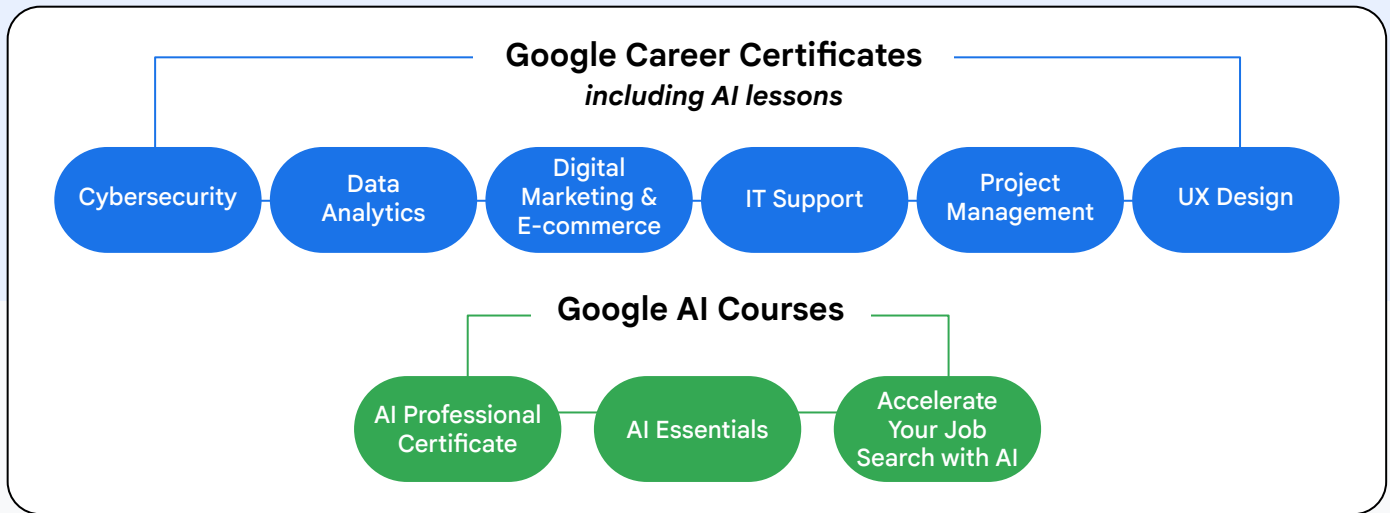 Google Career Certificates
including AI lessons
Cybersecurity
Data
Analytics
Digital
Marketing &
E-commerce
IT Support
Project
Management
UX Design
Google AI Courses
AI Professional
Certificate
AI Essentials
Accelerate
Your Job
Search with AI